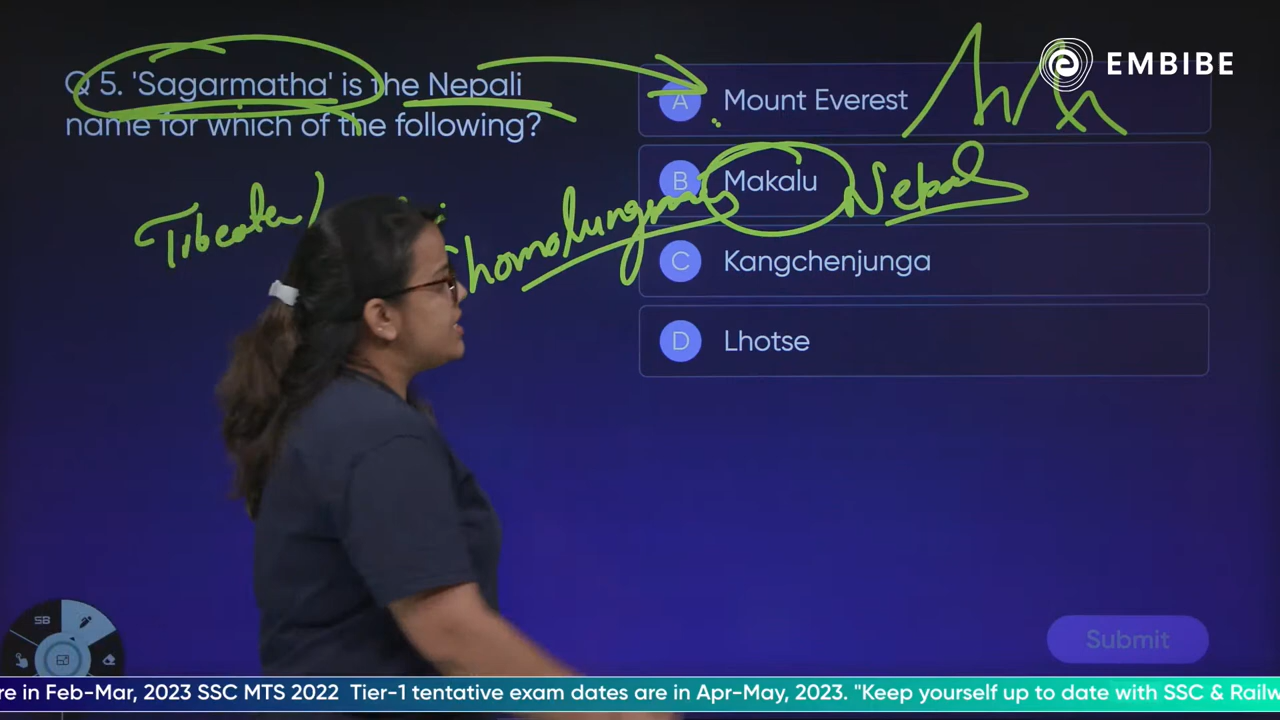 EMBIBE
Q 5. 'Sagarmatha' is the Nepali
name for which of the following?
A Mount Everest
B Makalu
Nepal
C Kangchenjunga
D Lhotse
SB
Submit
re in Feb-Mar, 2023 SSC MTS 2022 Tier-1 tentative exam dates are in Apr-May, 2023. "Keep yourself up to date with SSC & Railw